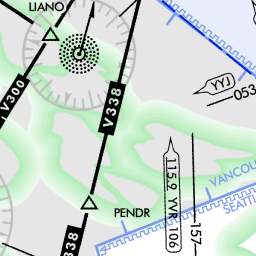 LIANO
V300
V338
YYJ
053
115.9 YVR 106
VANCOU
SEATTL
PENDR
157
338